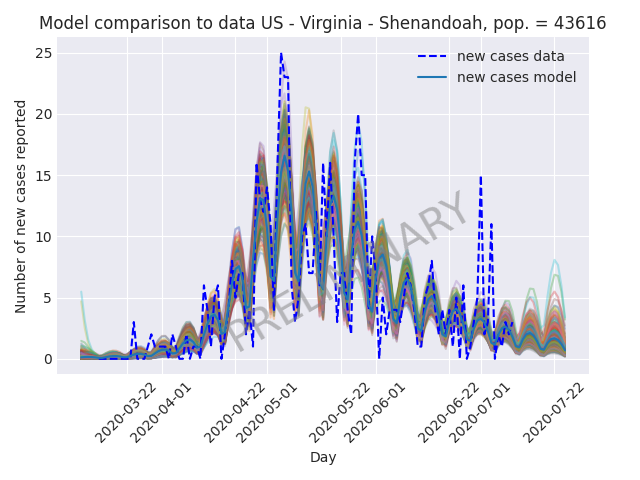 Model comparison to data US - Virginia - Shenandoah, pop. = 43616
25
20
15
10
5
0
Number of new cases reported
new cases data
new cases model
PRELIMINARY
2020-03-22
2020-04-01
2020-04-22
2020-05-01
2020-05-22
2020-06-01
2020-06-22
2020-07-01
2020-07-22
Day